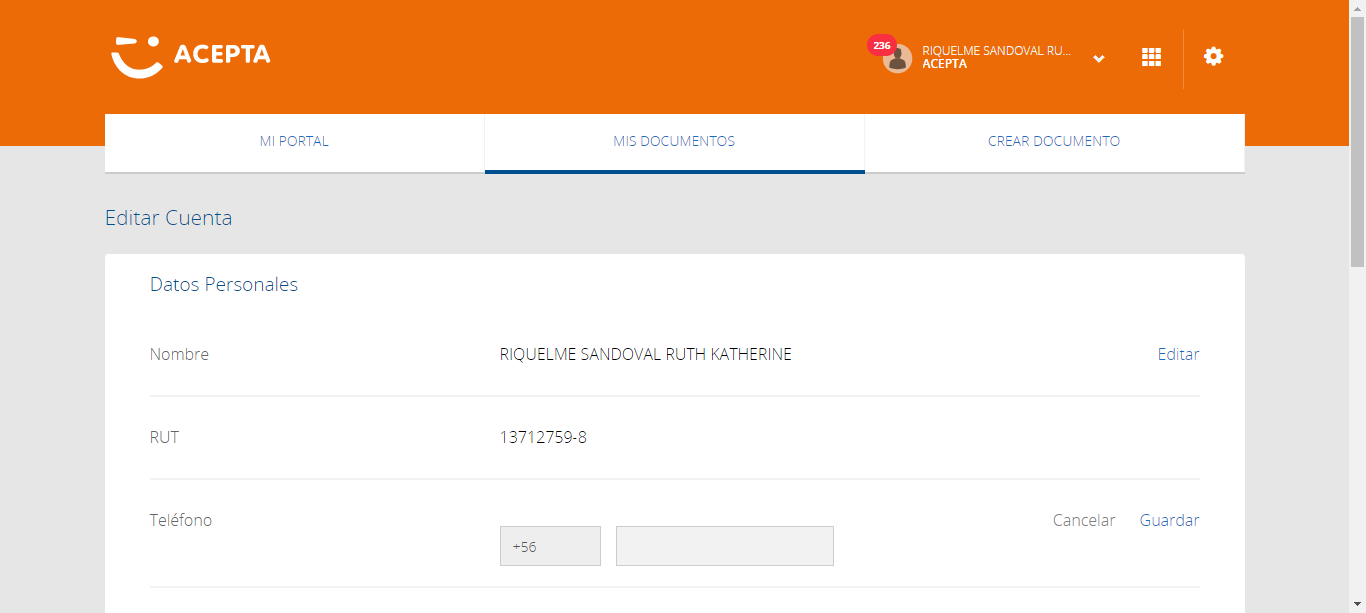 ACEPTA
236
RIQUELME SANDOVAL RU...
ACEPTA
MI PORTAL
MIS DOCUMENTOS
CREAR DOCUMENTO
Editar Cuenta
Datos Personales
Nombre
RIQUELME SANDOVAL RUTH KATHERINE
Editar
RUT
13712759-8
Teléfono
+56
Cancelar
Guardar